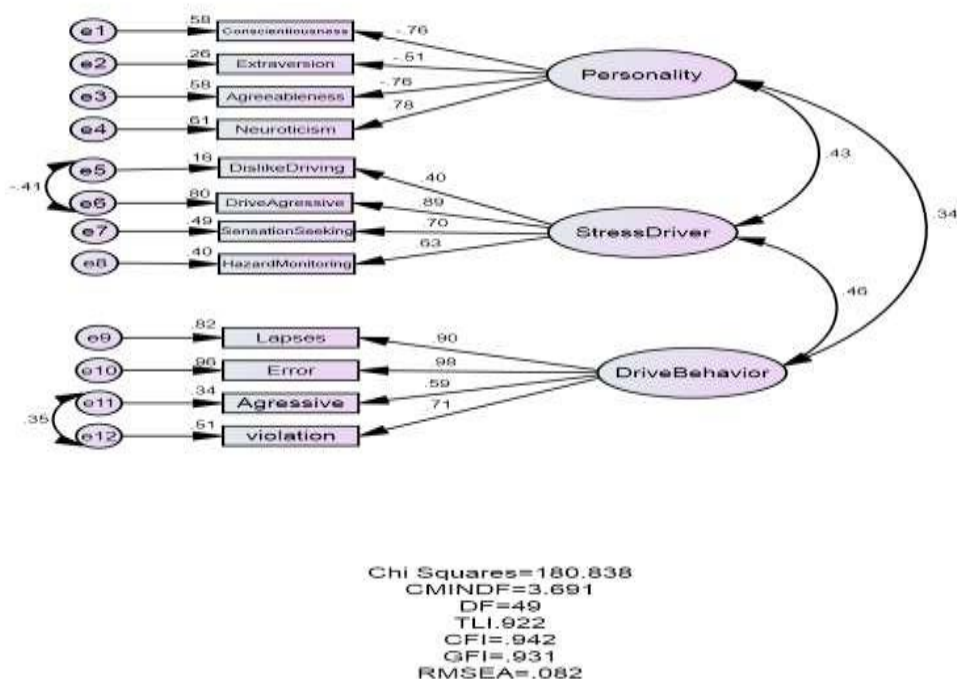 e1 .58 Conscientiousness -.76
e2 .26 Extraversion -.51 Personality
e3 .58 Agreeableness -.76
e4 .61 Neuroticism .78
.43
e5 .16 DislikeDriving .40
-.41
e6 .80 DriveAgressive .89 .34
e7 .49 SensationSeeking .70 StressDriver
e8 .40 HazardMonitoring .63
.46
e9 .82 Lapses .90
e10 .96 Error .98 DriveBehavior
e11 .34 Agressive .59
.35
e12 .51 violation .71
Chi Squares=180.838
CMINDF=3.691
DF=49
TLI.922
CFI=.942
GFI=.931
RMSEA=.082